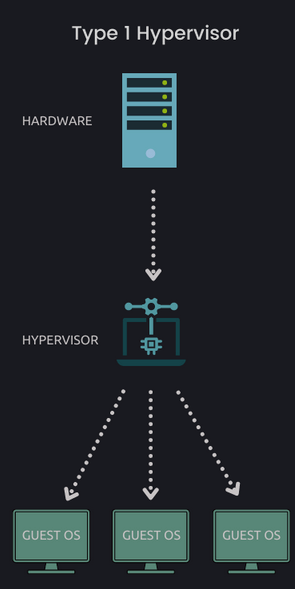 Type 1 Hypervisor
HARDWARE
HYPERVISOR
GUEST OS GUEST OS GUEST OS